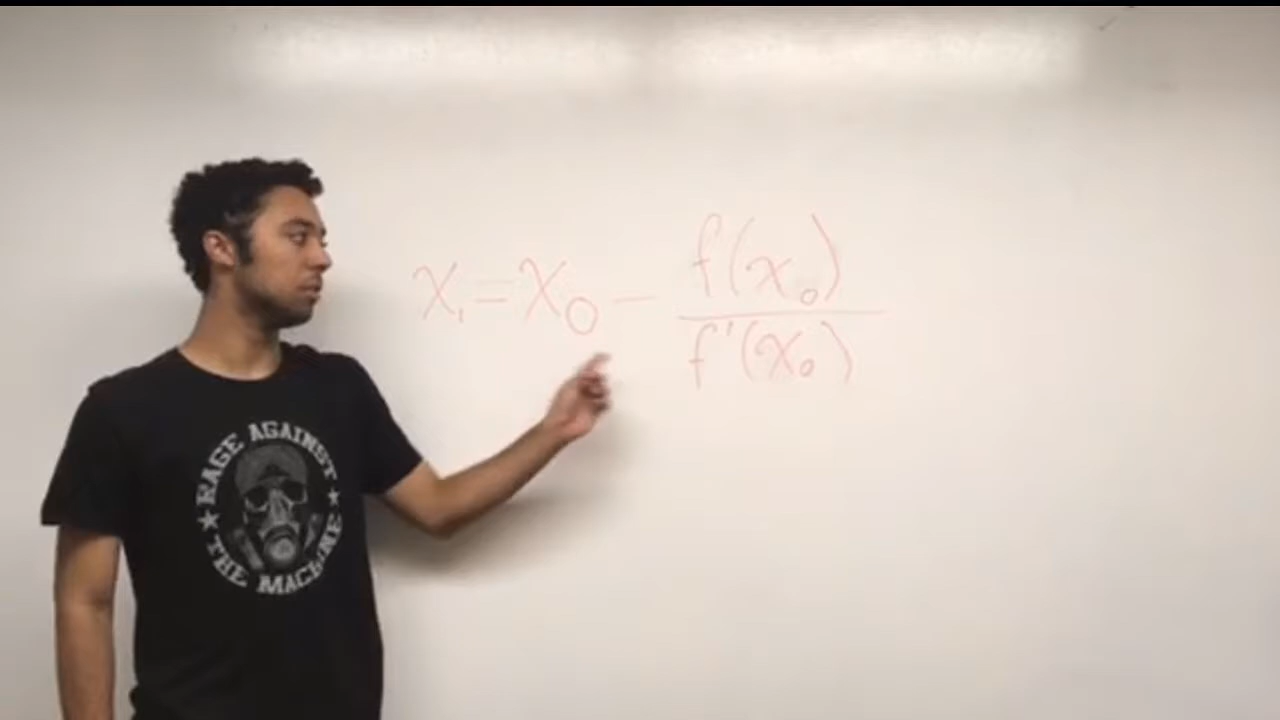 RAGE AGAINST
THE MACHINE
x₁ = x₀ - f(x₀)
f'(x₀)